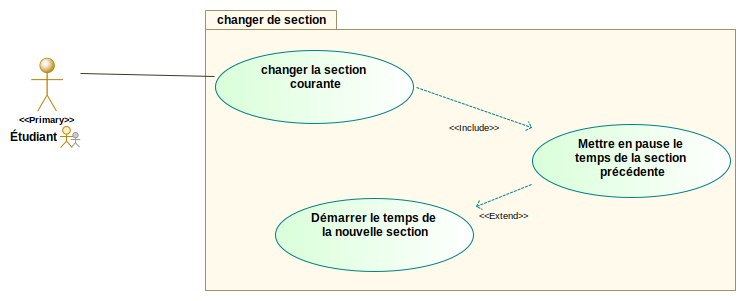 changer de section
changer la section
courante
<<Primary>>
Étudiant
<<Include>>
Mettre en pause le
temps de la section
précédente
Démarrer le temps de
la nouvelle section
<<Extend>>